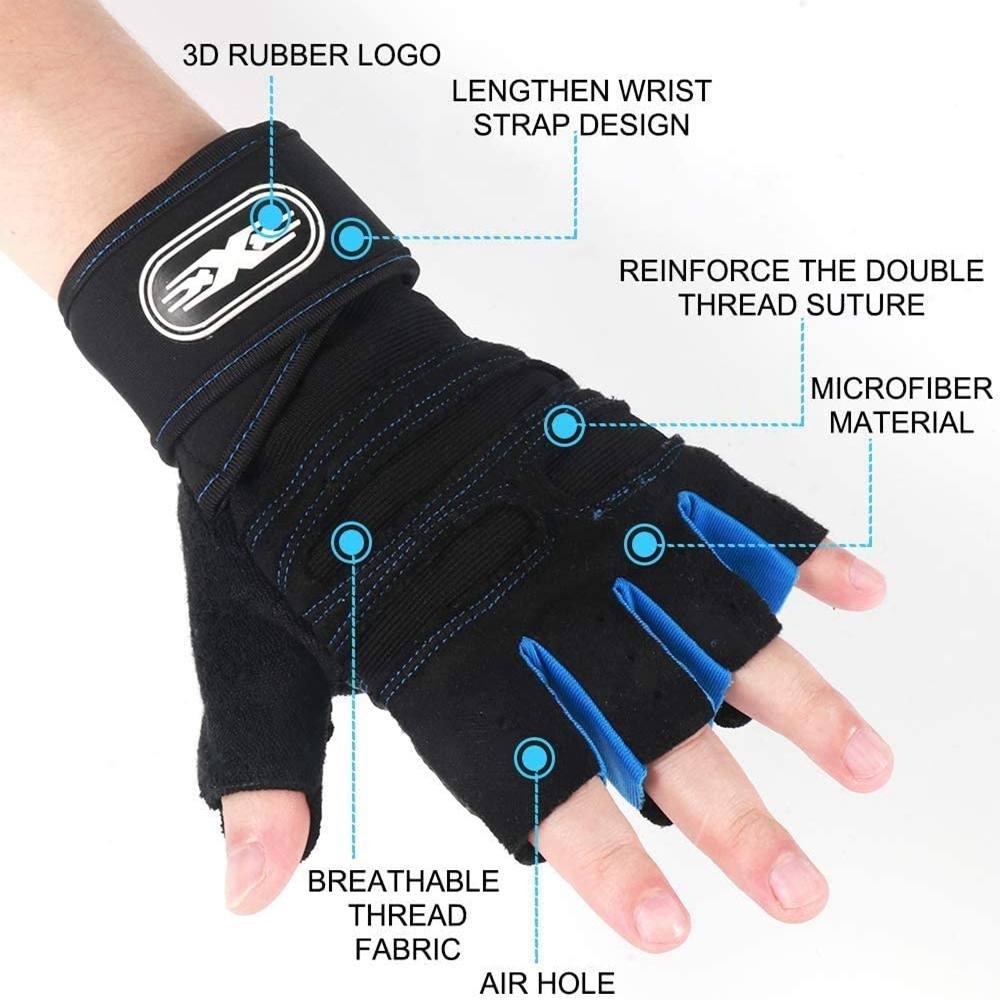 3D RUBBER LOGO
LENGTHEN WRIST
STRAP DESIGN
REINFORCE THE DOUBLE
THREAD SUTURE
MICROFIBER
MATERIAL
BREATHABLE
THREAD
FABRIC
AIR HOLE